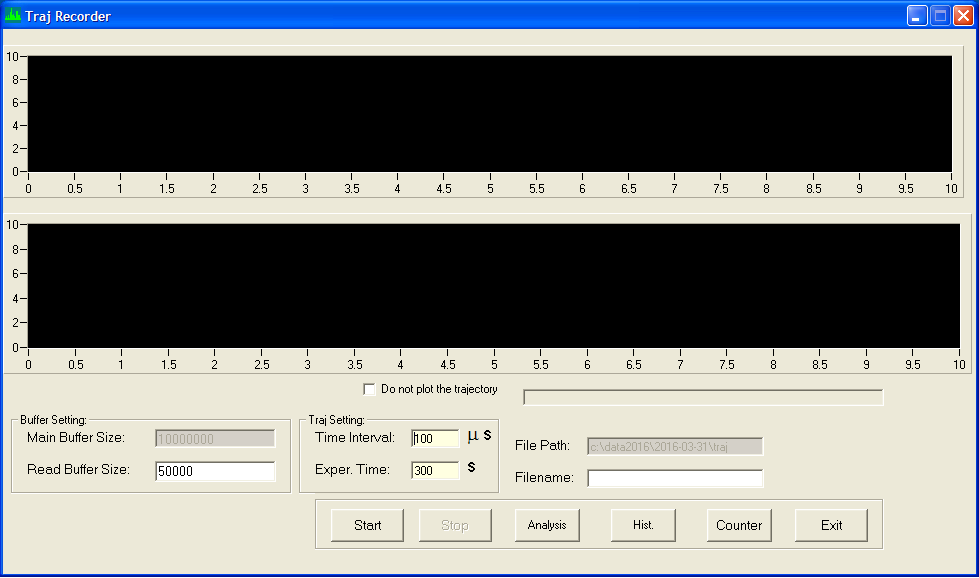 Traj Recorder
10
8
6
4
2
0
0 0.5 1 1.5 2 2.5 3 3.5 4 4.5 5 5.5 6 6.5 7 7.5 8 8.5 9 9.5 10
10
8
6
4
2
0
0 0.5 1 1.5 2 2.5 3 3.5 4 4.5 5 5.5 6 6.5 7 7.5 8 8.5 9 9.5 10
Do not plot the trajectory
Buffer Setting:
Main Buffer Size: 10000000
Read Buffer Size: 50000
Traj Setting:
Time Interval: 100 μ s
Exper. Time: 300 s
File Path: c:\data2016\2016-03-31\traj
Filename:
Start Stop Analysis Hist. Counter Exit